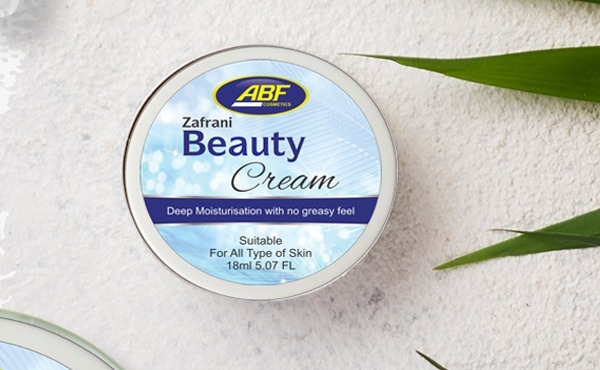 ABF
COSMETICS
Zafrani
Beauty
Cream
Deep Moisturisation with no greasy feel
Suitable
For All Type of Skin
18ml 5.07 FL